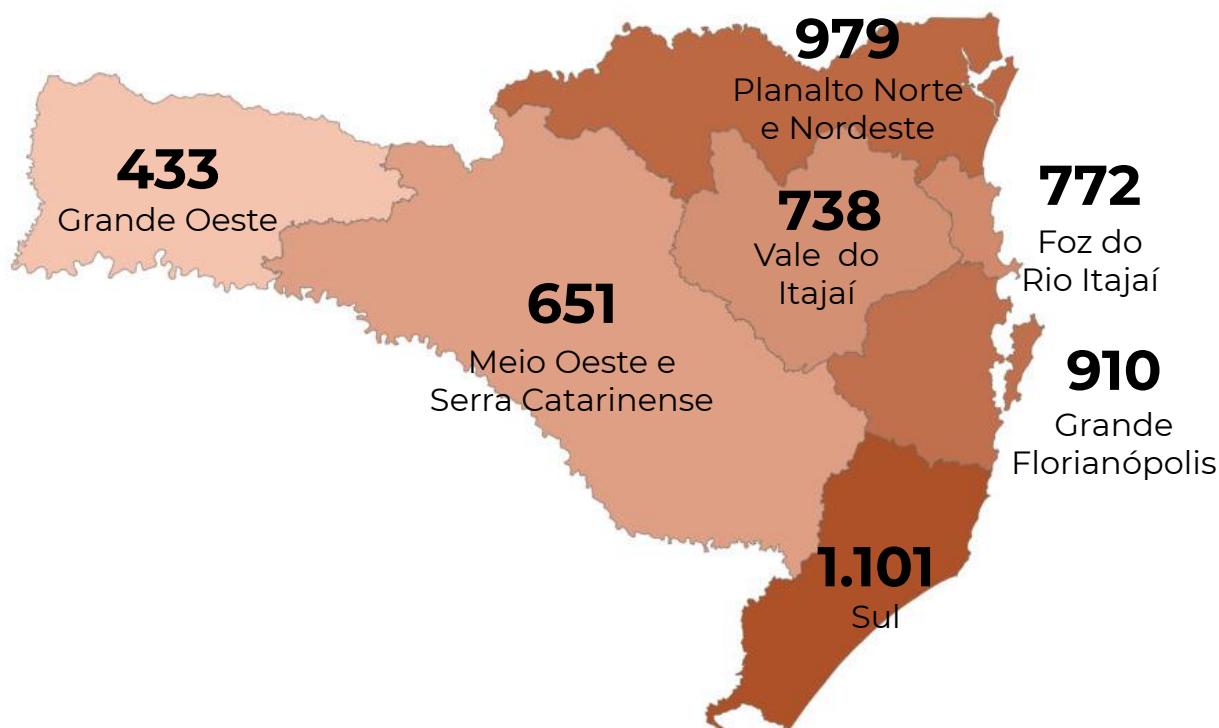 979
Planalto Norte
e Nordeste
433
Grande Oeste
738
Vale do
Itajaí
772
Foz do
Rio Itajaí
651
Meio Oeste e
Serra Catarinense
910
Grande
Florianópolis
1.101
Sul